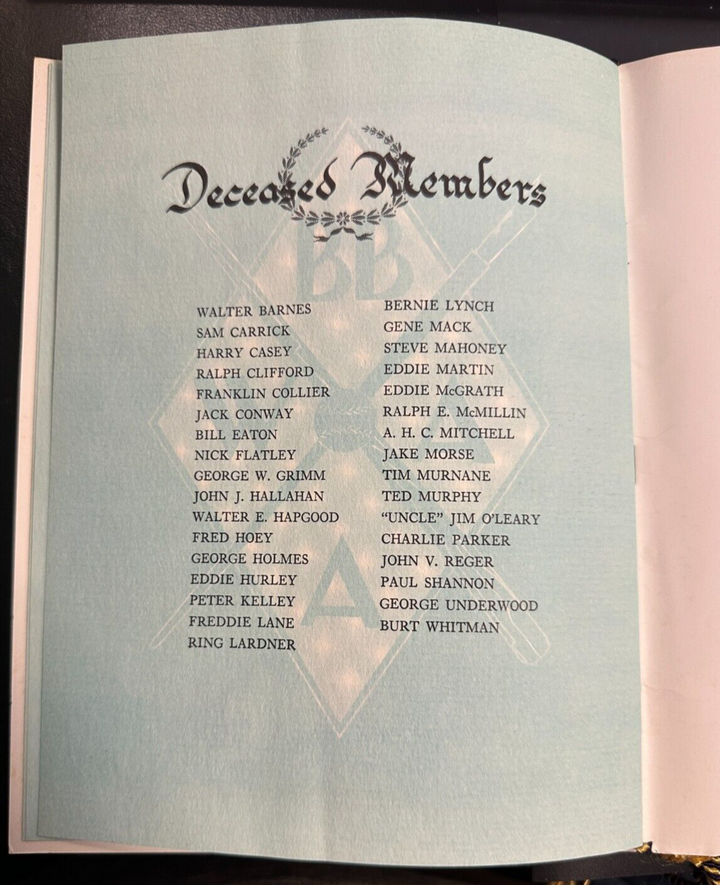 Deceased Members
BB
WALTER BARNES
SAM CARRICK
HARRY CASEY
RALPH CLIFFORD
FRANKLIN COLLIER
JACK CONWAY
BILL EATON
NICK FLATLEY
GEORGE W. GRIMM
JOHN J. HALLAHAN
WALTER E. HAPGOOD
FRED HOEY
GEORGE HOLMES
EDDIE HURLEY
PETER KELLEY
FREDDIE LANE
RING LARDNER
BERNIE LYNCH
GENE MACK
STEVE MAHONEY
EDDIE MARTIN
EDDIE McGRATH
RALPH E. McMILLIN
A. H. C. MITCHELL
JAKE MORSE
TIM MURNANE
TED MURPHY
“UNCLE” JIM O'LEARY
CHARLIE PARKER
JOHN V. REGER
PAUL SHANNON
GEORGE UNDERWOOD
BURT WHITMAN
A